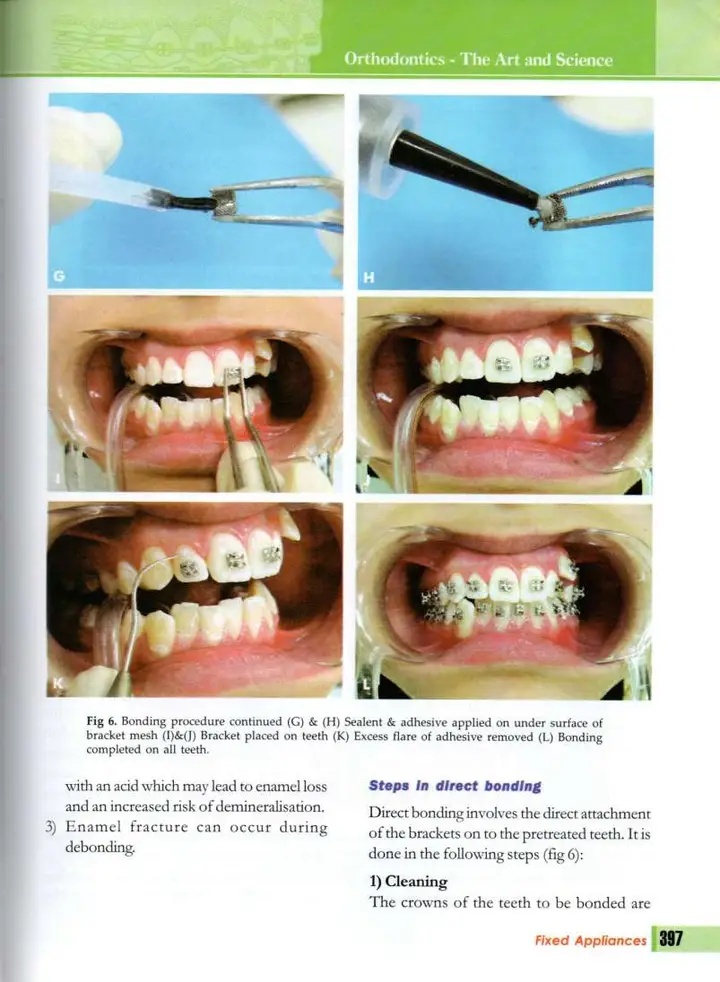 Orthodontics - The Art and Science
G
H
I
J
K
L
Fig 6. Bonding procedure continued (G) & (H) Sealent & adhesive applied on under surface of
bracket mesh (I)&(J) Bracket placed on teeth (K) Excess flare of adhesive removed (L) Bonding
completed on all teeth.
with an acid which may lead to enamel loss
and an increased risk of demineralisation.
3) Enamel fracture can occur during
debonding.
Steps in direct bonding
Direct bonding involves the direct attachment
of the brackets on to the pretreated teeth. It is
done in the following steps (fig 6):
1) Cleaning
The crowns of the teeth to be bonded are
Fixed Appliances 397